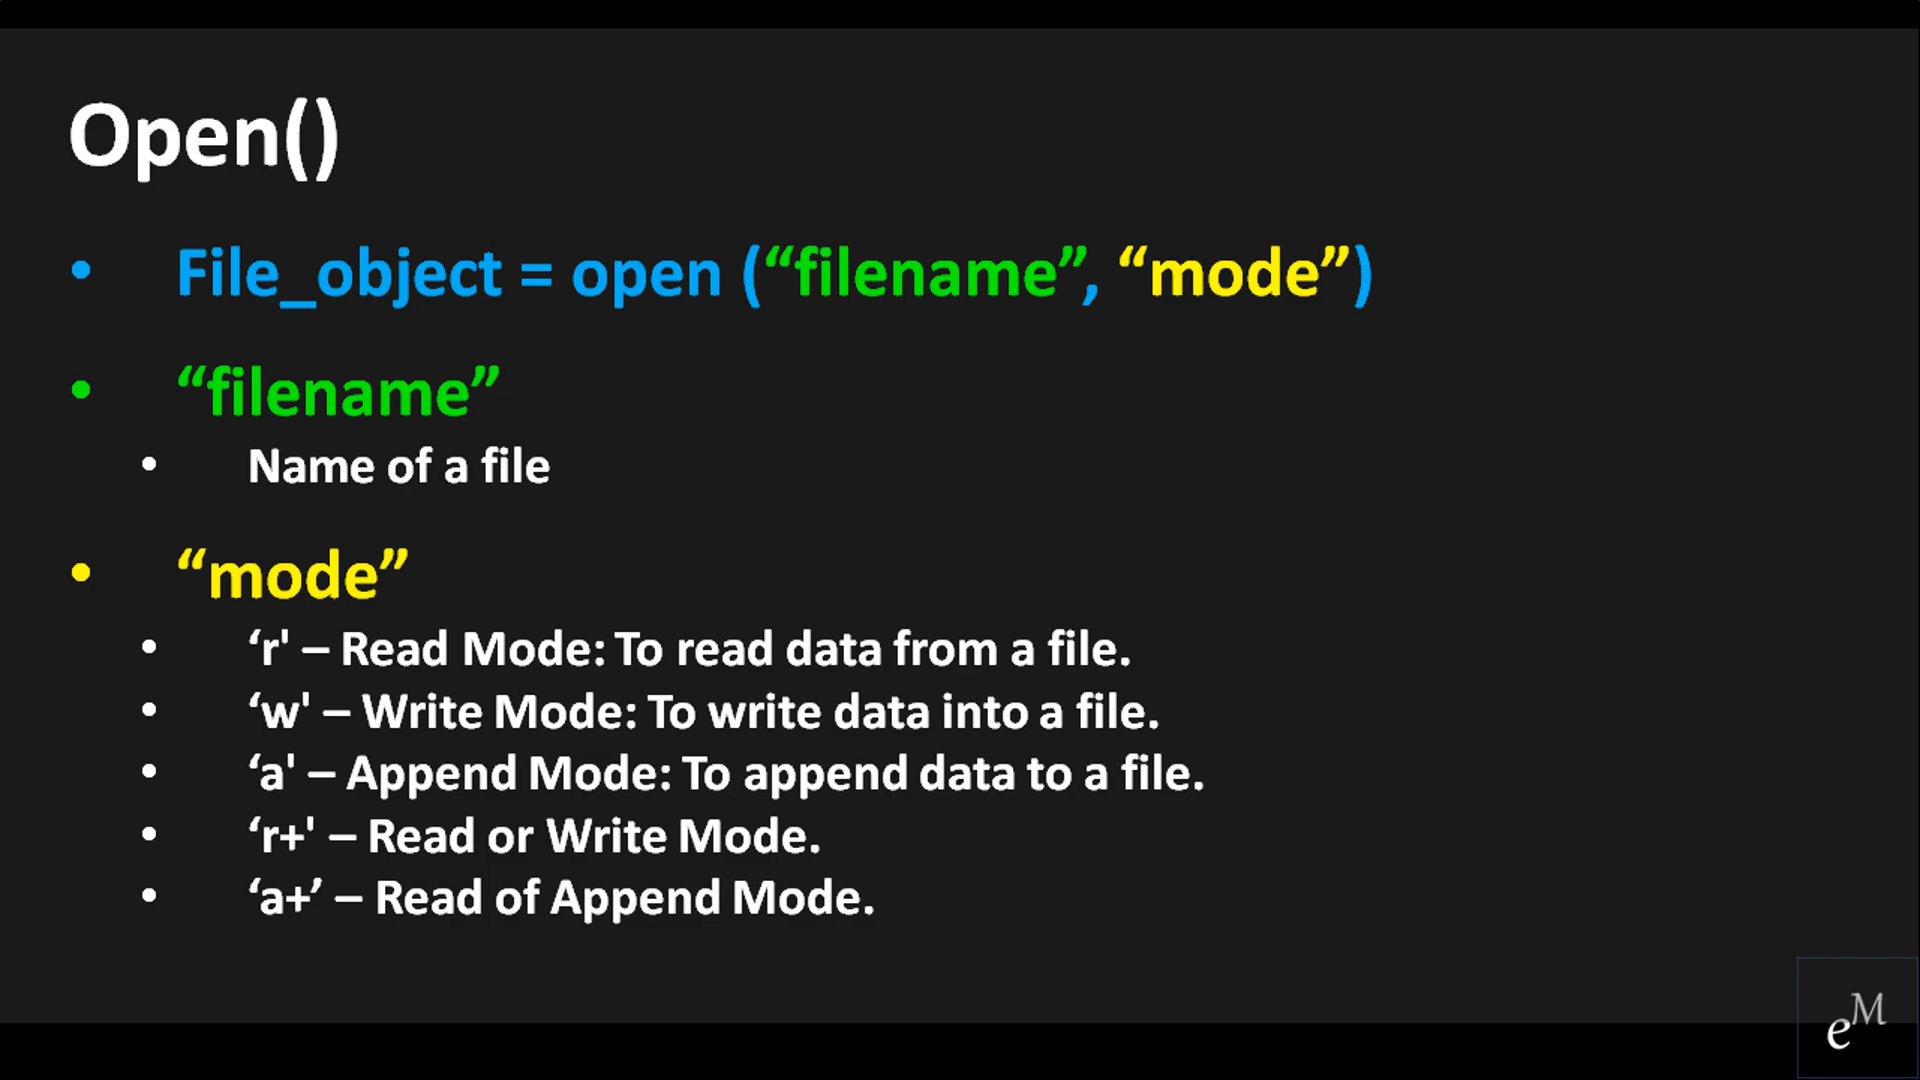 Open()
• File_object = open (“filename”, “mode”)
• “filename”
• Name of a file
• “mode”
• ‘r' – Read Mode: To read data from a file.
• ‘w' – Write Mode: To write data into a file.
• ‘a' – Append Mode: To append data to a file.
• ‘r+' – Read or Write Mode.
• ‘a+’ – Read of Append Mode.
eM